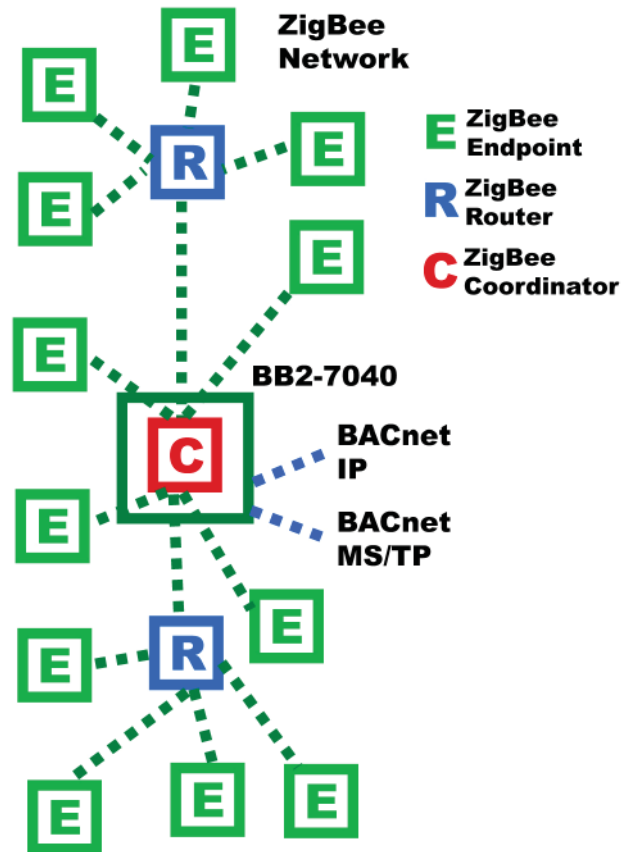 E
ZigBee
Network
E
E
ZigBee
Endpoint
R
E
E
R
ZigBee
Router
E
C
ZigBee
Coordinator
E
BB2-7040
C
BACnet
IP
E
BACnet
MS/TP
E
R
E
E
E
E